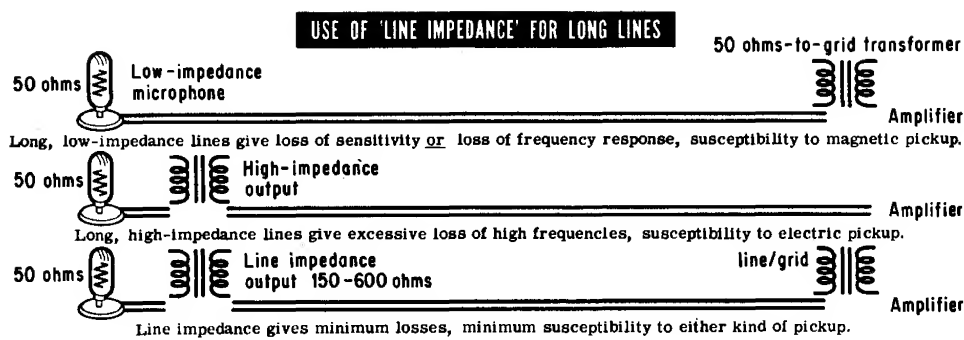 USE OF 'LINE IMPEDANCE' FOR LONG LINES
50 ohms-to-grid transformer
50 ohms
Low-impedance
microphone
Amplifier
Long, low-impedance lines give loss of sensitivity or loss of frequency response, susceptibility to magnetic pickup.
50 ohms
High-impedance
output
Amplifier
Long, high-impedance lines give excessive loss of high frequencies, susceptibility to electric pickup.
50 ohms
Line impedance
output 150-600 ohms
line/grid
Amplifier
Line impedance gives minimum losses, minimum susceptibility to either kind of pickup.